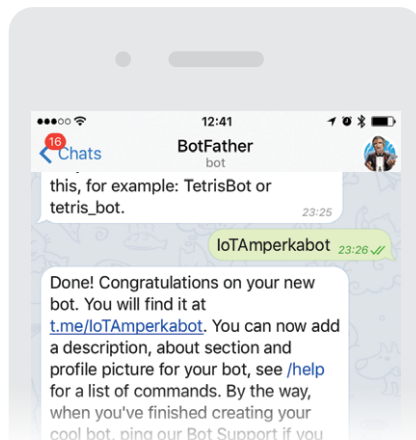 12:41
16
Chats
BotFather
bot
this, for example: TetrisBot or
tetris_bot.
23:25
IoTAmperkabot 23:26
Done! Congratulations on your new
bot. You will find it at
t.me/IoTAmperkabot. You can now add
a description, about section and
profile picture for your bot, see /help
for a list of commands. By the way,
when you've finished creating your
cool bot, ping our Bot Support if you